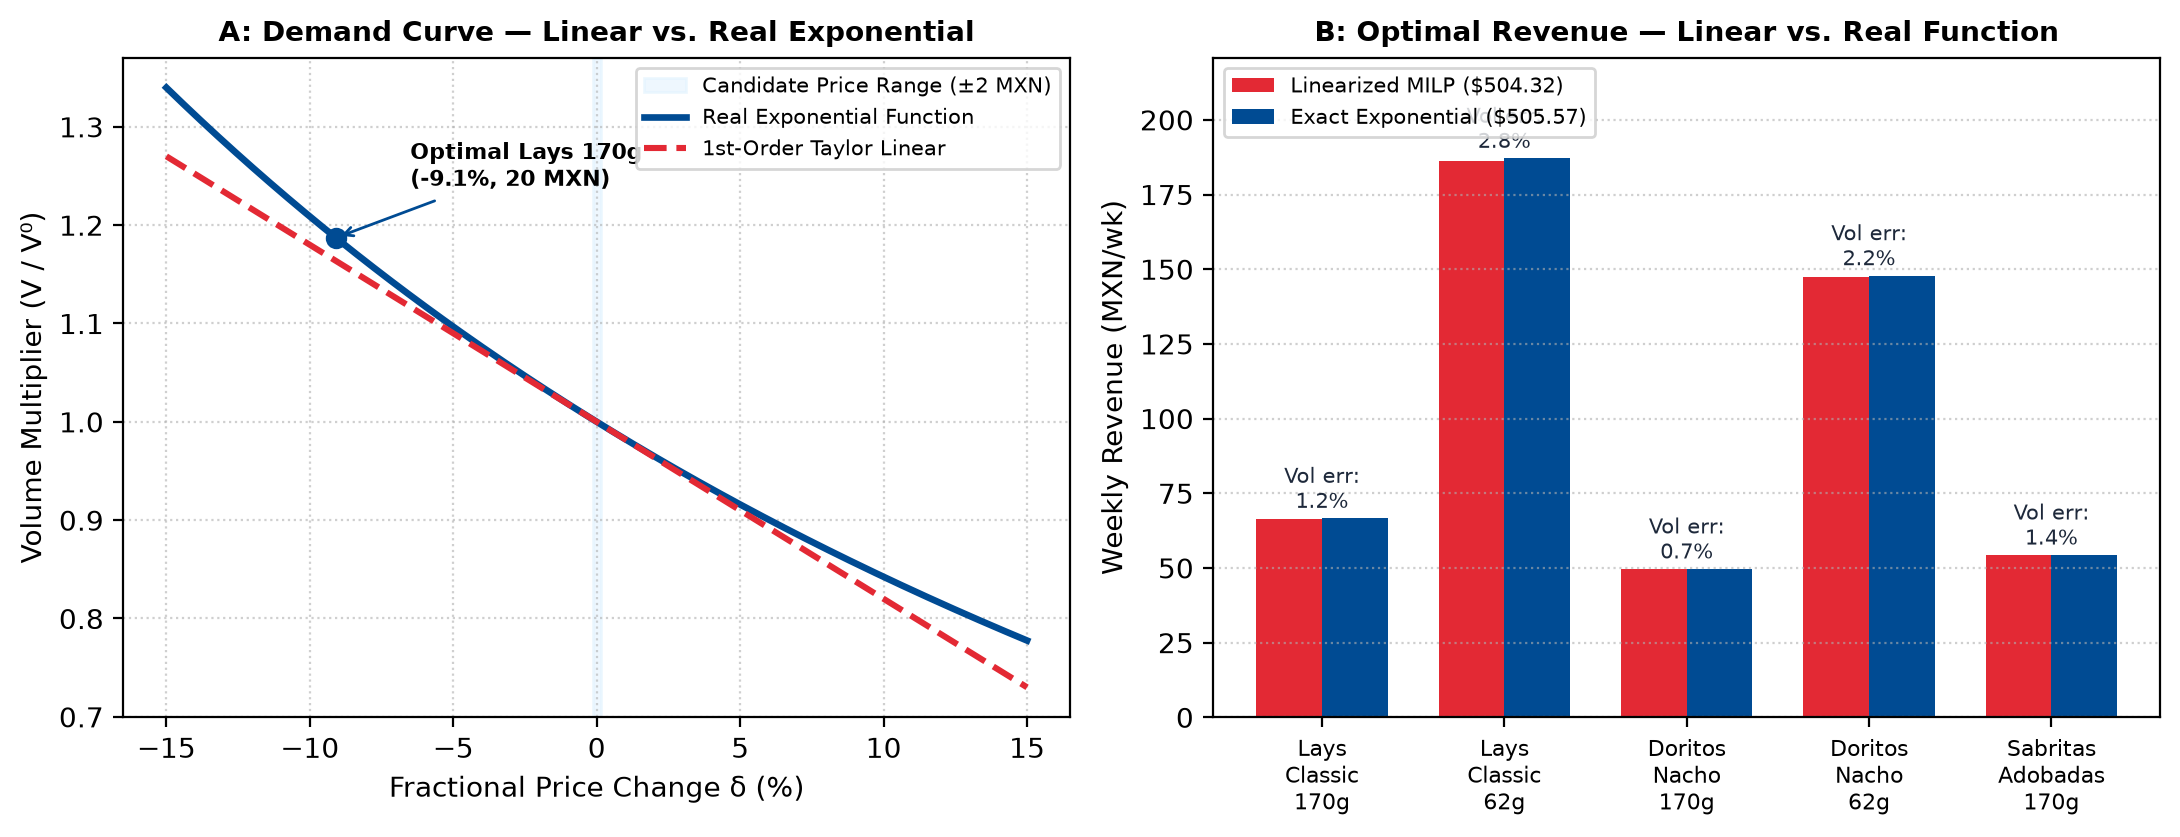 A: Demand Curve — Linear vs. Real Exponential
Candidate Price Range (±2 MXN)
Real Exponential Function
1st-Order Taylor Linear
Optimal Lays 170g
(-9.1%, 20 MXN)
Volume Multiplier (V / V⁰)
1.3
1.2
1.1
1.0
0.9
0.8
0.7
−15
−10
−5
0
5
10
15
Fractional Price Change δ (%)
B: Optimal Revenue — Linear vs. Real Function
Linearized MILP ($504.32)
Exact Exponential ($505.57)
2.8%
Vol err:
2.2%
Vol err:
1.2%
Vol err:
0.7%
Vol err:
1.4%
Weekly Revenue (MXN/wk)
200
175
150
125
100
75
50
25
0
Lays
Classic
170g
Lays
Classic
62g
Doritos
Nacho
170g
Doritos
Nacho
62g
Sabritas
Adobadas
170g